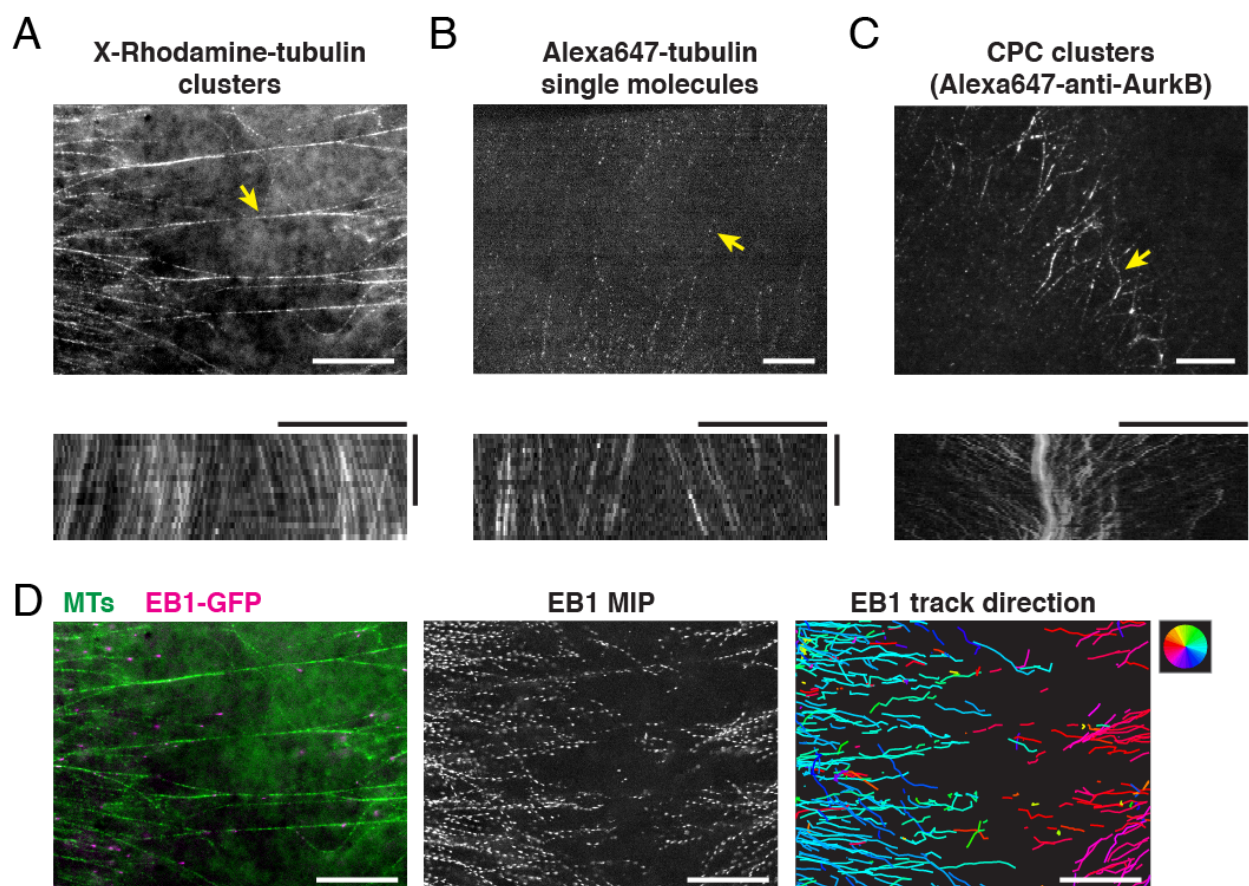 A
X-Rhodamine-tubulin
clusters
B
Alexa647-tubulin
single molecules
C
CPC clusters
(Alexa647-anti-AurkB)
D
MTs EB1-GFP
EB1 MIP
EB1 track direction